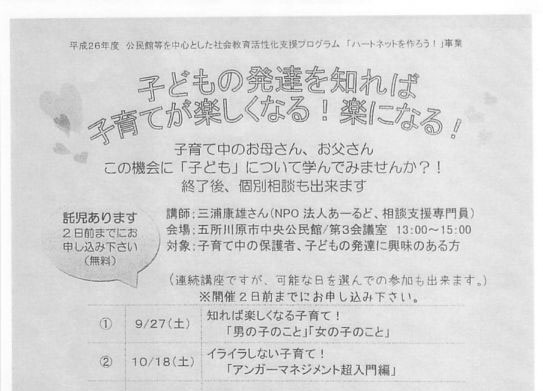 平成26年度 公民館等を中心とした社会教育活性化支援プログラム 「ハートネットを作ろう!」事業
子どもの発達を知れば
子育てが楽しくなる!楽になる!
子育て中のお母さん、お父さん
この機会に「子ども」について学んでみませんか?!
終了後、個別相談も出来ます
託児あります
2日前までにお
申し込み下さい
(無料)
講師;三浦康雄さん(NPO 法人あーるど、相談支援専門員)
会場;五所川原市中央公民館/第3会議室 13:00~15:00
対象;子育て中の保護者、子どもの発達に興味のある方
(連続講座ですが、可能な日を選んでの参加も出来ます。)
※開催2日前までにお申し込み下さい。
① 9/27(土) 知れば楽しくなる子育て!
「男の子のこと」「女の子のこと」
② 10/18(土) イライラしない子育て!
「アンガーマネジメント超入門編」